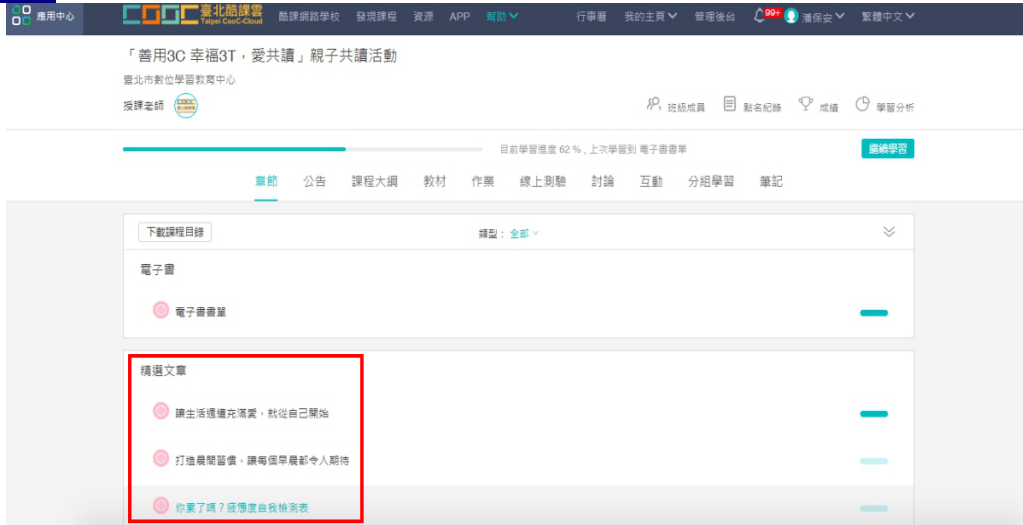 應用中心
COOC 臺北酷課雲
Taipei CooC-Cloud
酷課網路學校 發現課程 資源 APP 幫助 行事曆 我的主頁 管理後台 99+ 潘保安 繁體中文
「善用3C 幸福3T,愛共讀」親子共讀活動
臺北市數位學習教育中心
授課老師
班級成員 點名紀錄 成績 學習分析
目前學習進度 62 % , 上次學習到 電子書書單 繼續學習
章節 公告 課程大綱 教材 作業 線上測驗 討論 互動 分組學習 筆記
下載課程目錄 類型: 全部
電子書
電子書書單
精選文章
讓生活週遭充滿愛,就從自己開始
打造晨間習慣,讓每個早晨都令人期待
你累了嗎?疲憊度自我檢測表